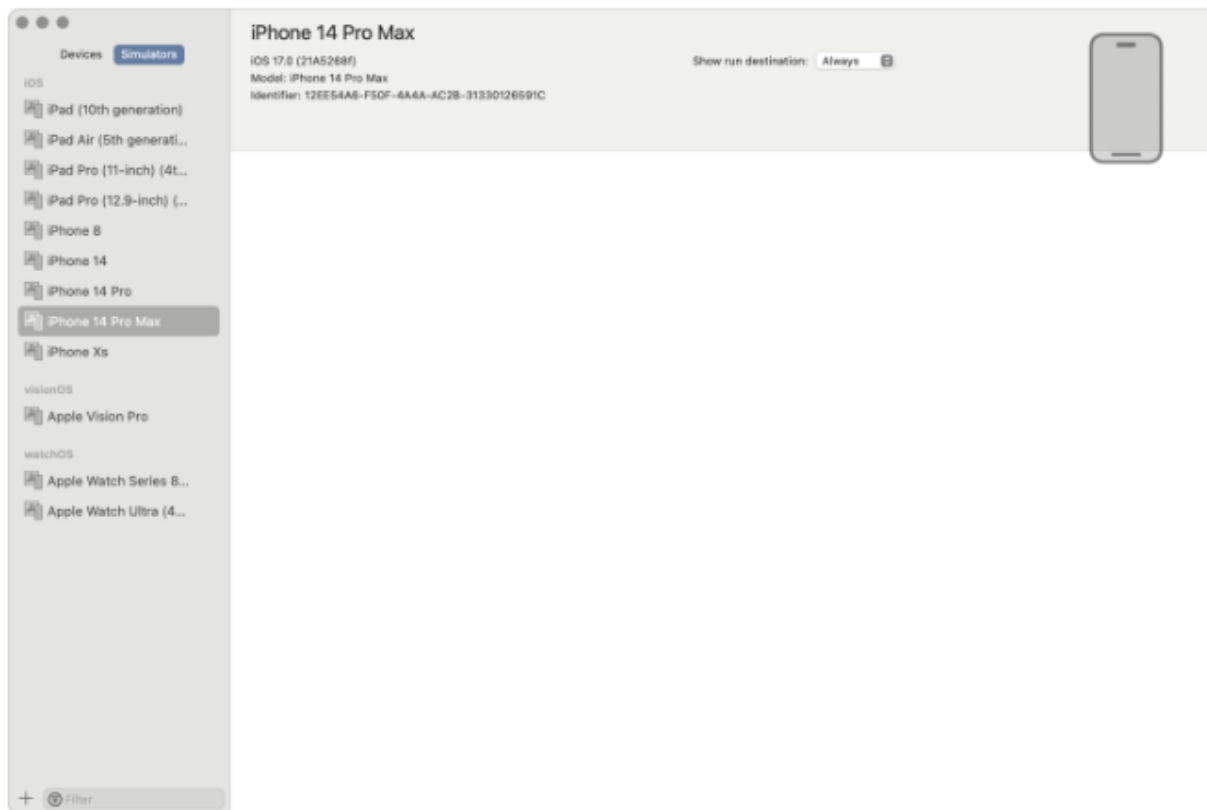 Devices Simulators
iOS
iPad (10th generation)
iPad Air (5th generati...
iPad Pro (11-inch) (4t...
iPad Pro (12.9-inch) (...
iPhone 8
iPhone 14
iPhone 14 Pro
iPhone 14 Pro Max
iPhone Xs
visionOS
Apple Vision Pro
watchOS
Apple Watch Series 8...
Apple Watch Ultra (4...
Filter
iPhone 14 Pro Max
iOS 17.0 (21A5268f)
Model: iPhone 14 Pro Max
Identifier: 12EE54A6-F50F-4A4A-AC2B-31330126591C
Show run destination: Always